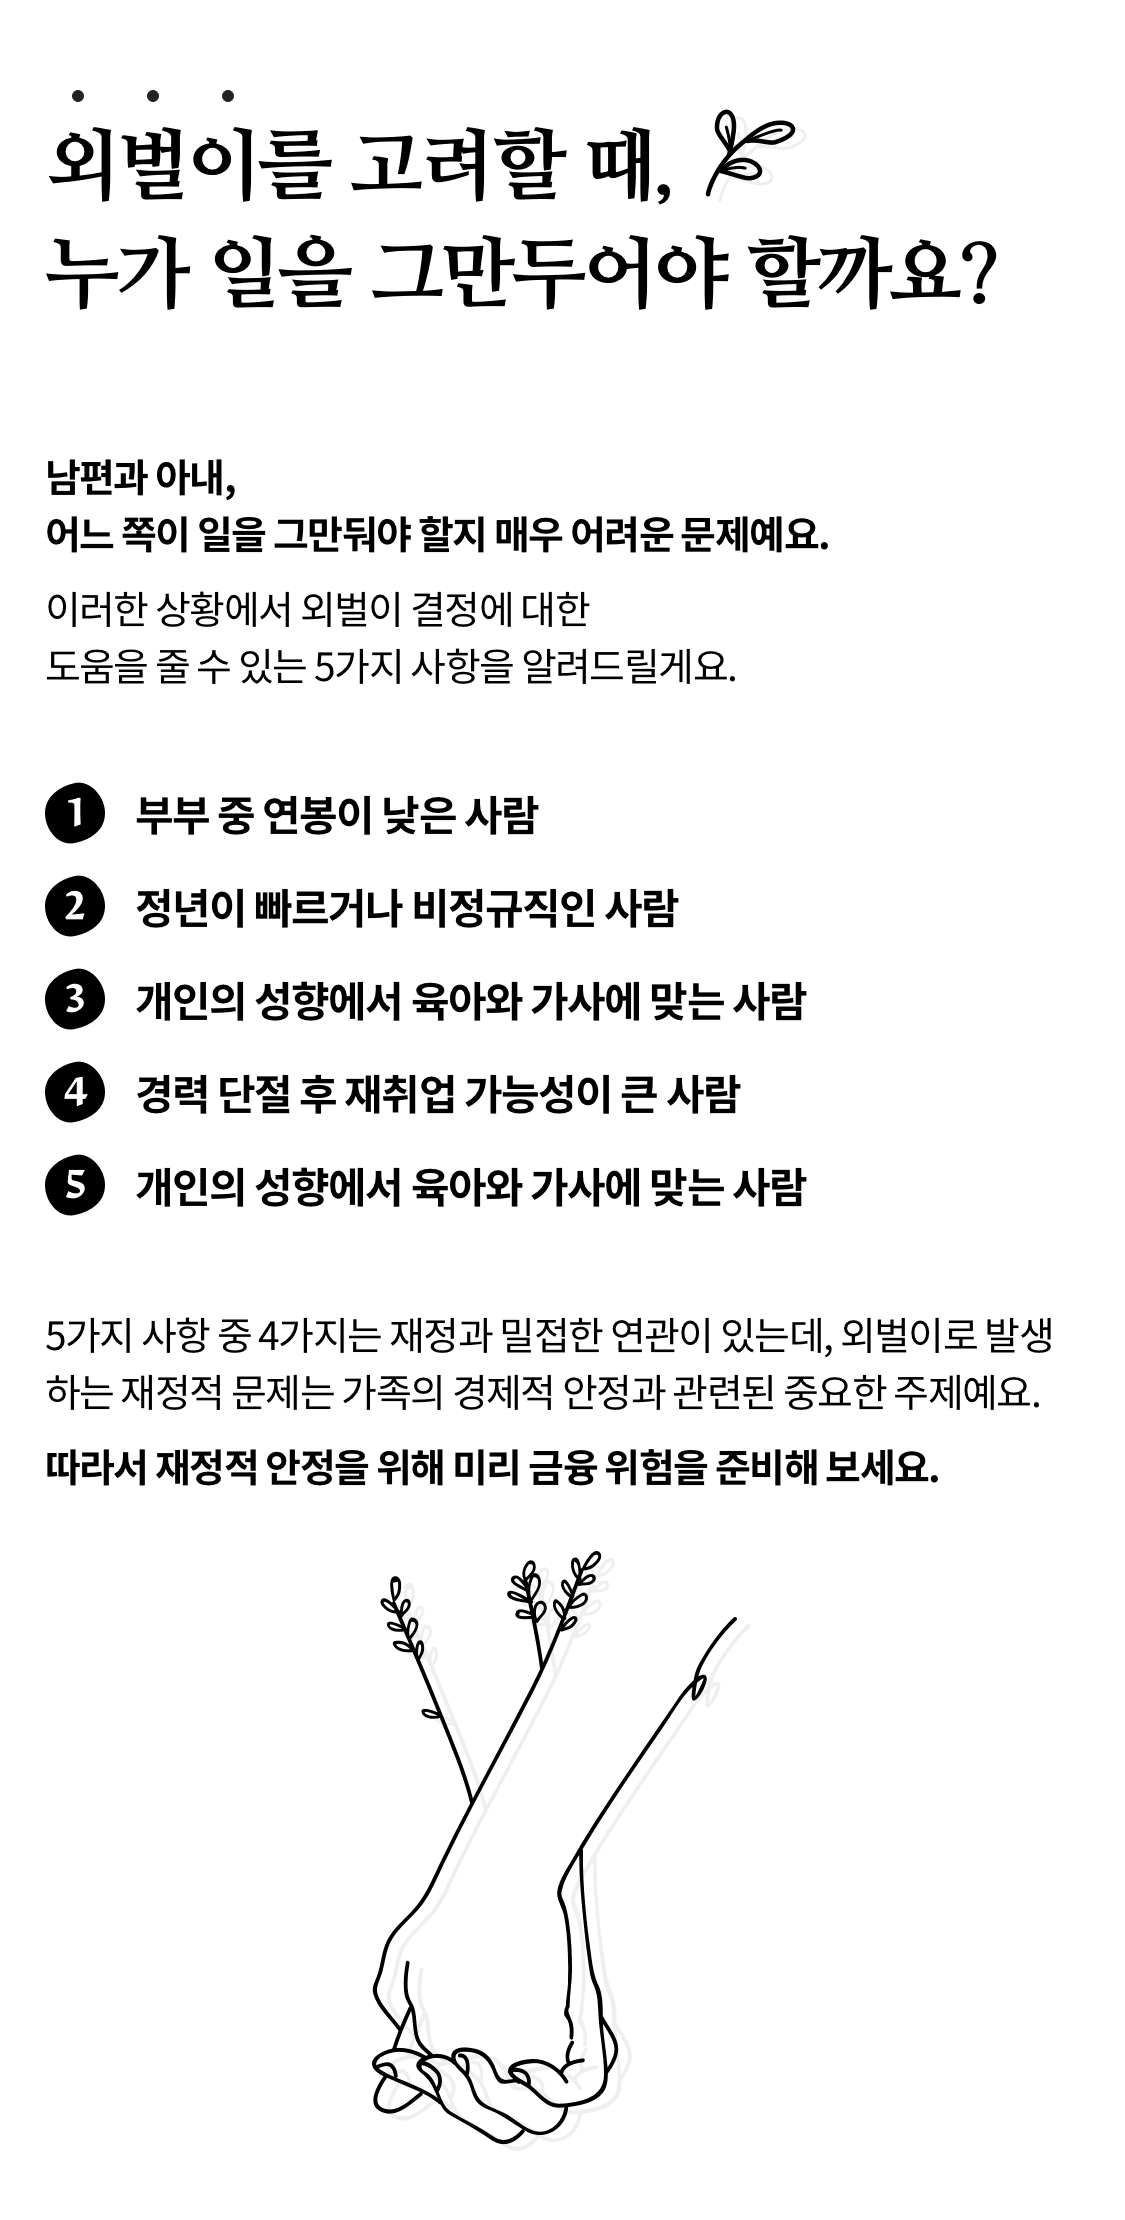 외벌이를 고려할 때,
누가 일을 그만두어야 할까요?
남편과 아내,
어느 쪽이 일을 그만둬야 할지 매우 어려운 문제예요.
이러한 상황에서 외벌이 결정에 대한
도움을 줄 수 있는 5가지 사항을 알려드릴게요.
1 부부 중 연봉이 낮은 사람
2 정년이 빠르거나 비정규직인 사람
3 개인의 성향에서 육아와 가사에 맞는 사람
4 경력 단절 후 재취업 가능성이 큰 사람
5 개인의 성향에서 육아와 가사에 맞는 사람
5가지 사항 중 4가지는 재정과 밀접한 연관이 있는데, 외벌이로 발생
하는 재정적 문제는 가족의 경제적 안정과 관련된 중요한 주제예요.
따라서 재정적 안정을 위해 미리 금융 위험을 준비해 보세요.